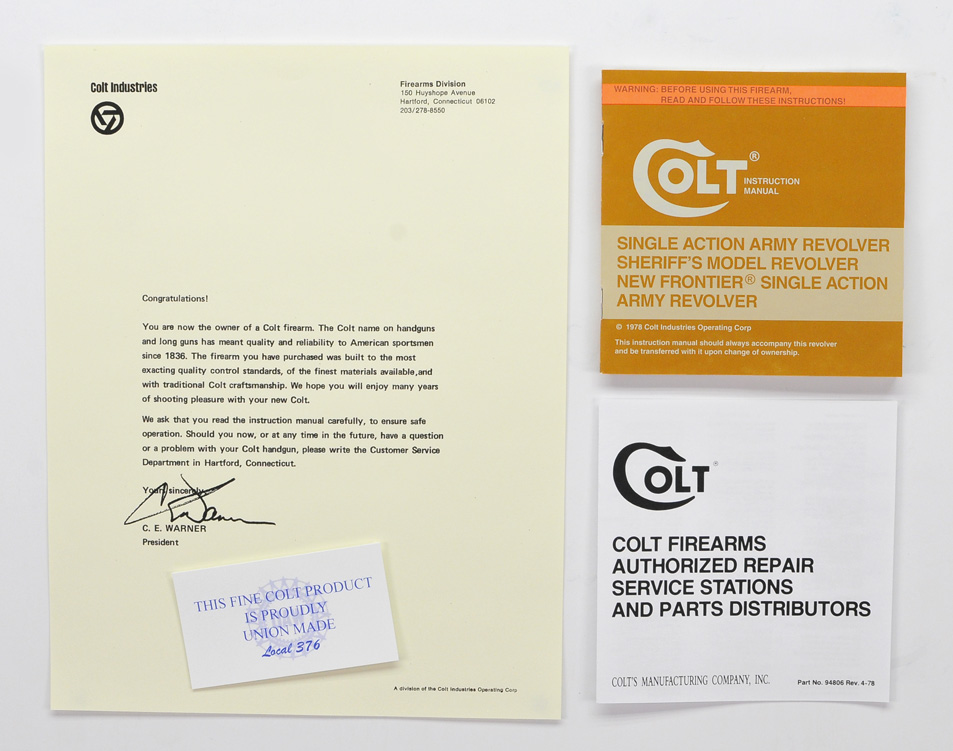 Colt Industries
Firearms Division
150 Huyshope Avenue
Hartford, Connecticut 06102
203/278-8550
Congratulations!
You are now the owner of a Colt firearm. The Colt name on handguns
and long guns has meant quality and reliability to American sportsmen
since 1836. The firearm you have purchased was built to the most
exacting quality control standards, of the finest materials available,and
with traditional Colt craftsmanship. We hope you will enjoy many years
of shooting pleasure with your new Colt.
We ask that you read the instruction manual carefully, to ensure safe
operation. Should you now, or at any time in the future, have a question
or a problem with your Colt handgun, please write the Customer Service
Department in Hartford, Connecticut.
Yours sincerely
C. E. WARNER
President
THIS FINE COLT PRODUCT
IS PROUDLY
UNION MADE
Local 376
A division of the Colt Industries Operating Corp
WARNING: BEFORE USING THIS FIREARM,
READ AND FOLLOW THESE INSTRUCTIONS!
COLT®
INSTRUCTION
MANUAL
SINGLE ACTION ARMY REVOLVER
SHERIFF'S MODEL REVOLVER
NEW FRONTIER® SINGLE ACTION
ARMY REVOLVER
© 1978 Colt Industries Operating Corp
This instruction manual should always accompany this revolver
and be transferred with it upon change of ownership.
COLT®
COLT FIREARMS
AUTHORIZED REPAIR
SERVICE STATIONS
AND PARTS DISTRIBUTORS
COLT'S MANUFACTURING COMPANY, INC.
Part No. 94806 Rev. 4-78